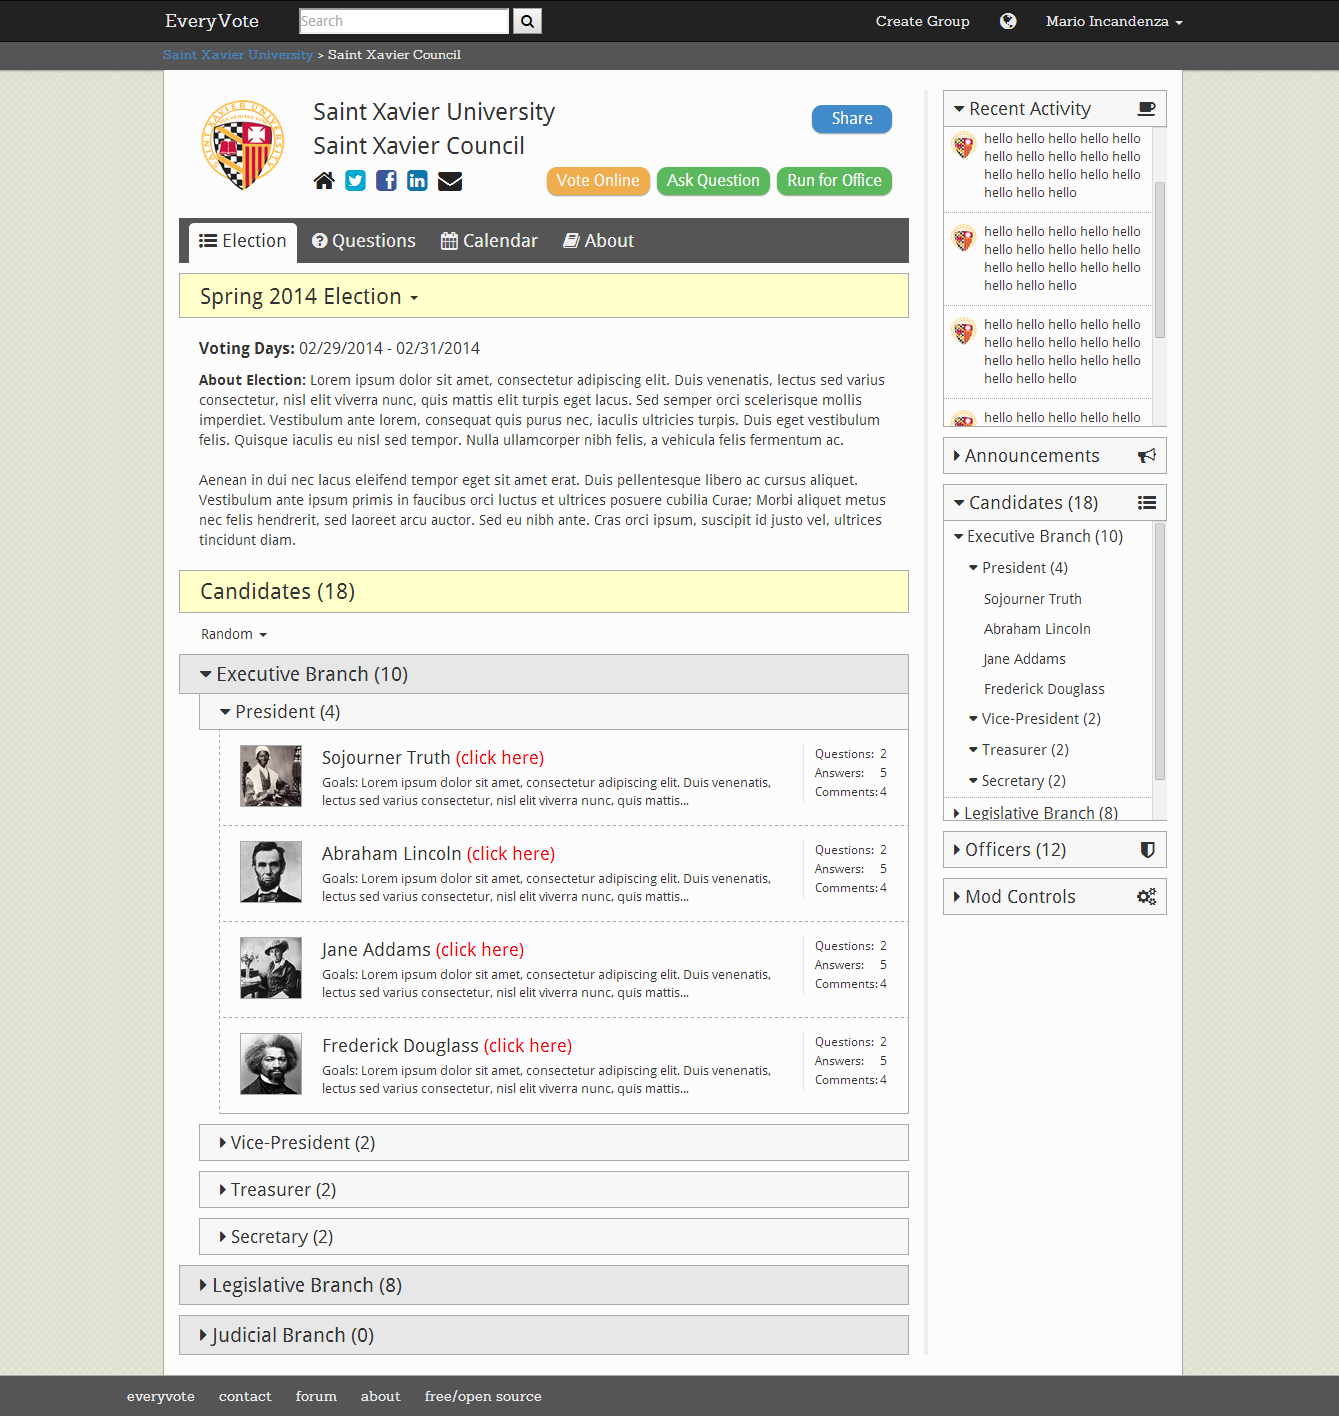 EveryVote
Search
Create Group
Mario Incandenza
Saint Xavier University > Saint Xavier Council
SAINT XAVIER UNIVERSITY
Saint Xavier University
Saint Xavier Council
Share
Vote Online
Ask Question
Run for Office
Election
Questions
Calendar
About
Spring 2014 Election
Voting Days: 02/29/2014 - 02/31/2014
About Election: Lorem ipsum dolor sit amet, consectetur adipiscing elit. Duis venenatis, lectus sed varius
consectetur, nisl elit viverra nunc, quis mattis elit turpis eget lacus. Sed semper orci scelerisque mollis
imperdiet. Vestibulum ante lorem, consequat quis purus nec, iaculis ultricies turpis. Duis eget vestibulum
felis. Quisque iaculis eu nisl sed tempor. Nulla ullamcorper nibh felis, a vehicula felis fermentum ac.
Aenean in dui nec lacus eleifend tempor eget sit amet erat. Duis pellentesque libero ac cursus aliquet.
Vestibulum ante ipsum primis in faucibus orci luctus et ultrices posuere cubilia Curae; Morbi aliquet metus
nec felis hendrerit, sed laoreet arcu auctor. Sed eu nibh ante. Cras orci ipsum, suscipit id justo vel, ultrices
tincidunt diam.
Candidates (18)
Random
Executive Branch (10)
President (4)
Sojourner Truth (click here)
Goals: Lorem ipsum dolor sit amet, consectetur adipiscing elit. Duis venenatis,
lectus sed varius consectetur, nisl elit viverra nunc, quis mattis...
Questions: 2
Answers: 5
Comments: 4
Abraham Lincoln (click here)
Goals: Lorem ipsum dolor sit amet, consectetur adipiscing elit. Duis venenatis,
lectus sed varius consectetur, nisl elit viverra nunc, quis mattis...
Questions: 2
Answers: 5
Comments: 4
Jane Addams (click here)
Goals: Lorem ipsum dolor sit amet, consectetur adipiscing elit. Duis venenatis,
lectus sed varius consectetur, nisl elit viverra nunc, quis mattis...
Questions: 2
Answers: 5
Comments: 4
Frederick Douglass (click here)
Goals: Lorem ipsum dolor sit amet, consectetur adipiscing elit. Duis venenatis,
lectus sed varius consectetur, nisl elit viverra nunc, quis mattis...
Questions: 2
Answers: 5
Comments: 4
Vice-President (2)
Treasurer (2)
Secretary (2)
Legislative Branch (8)
Judicial Branch (0)
Recent Activity
hello hello hello hello hello
hello hello hello hello hello
hello hello hello hello hello
hello hello hello
hello hello hello hello hello
hello hello hello hello hello
hello hello hello hello hello
hello hello hello
hello hello hello hello hello
hello hello hello hello hello
hello hello hello hello hello
hello hello hello
hello hello hello hello hello
Announcements
Candidates (18)
Executive Branch (10)
President (4)
Sojourner Truth
Abraham Lincoln
Jane Addams
Frederick Douglass
Vice-President (2)
Treasurer (2)
Secretary (2)
Legislative Branch (8)
Officers (12)
Mod Controls
everyvote
contact
forum
about
free/open source